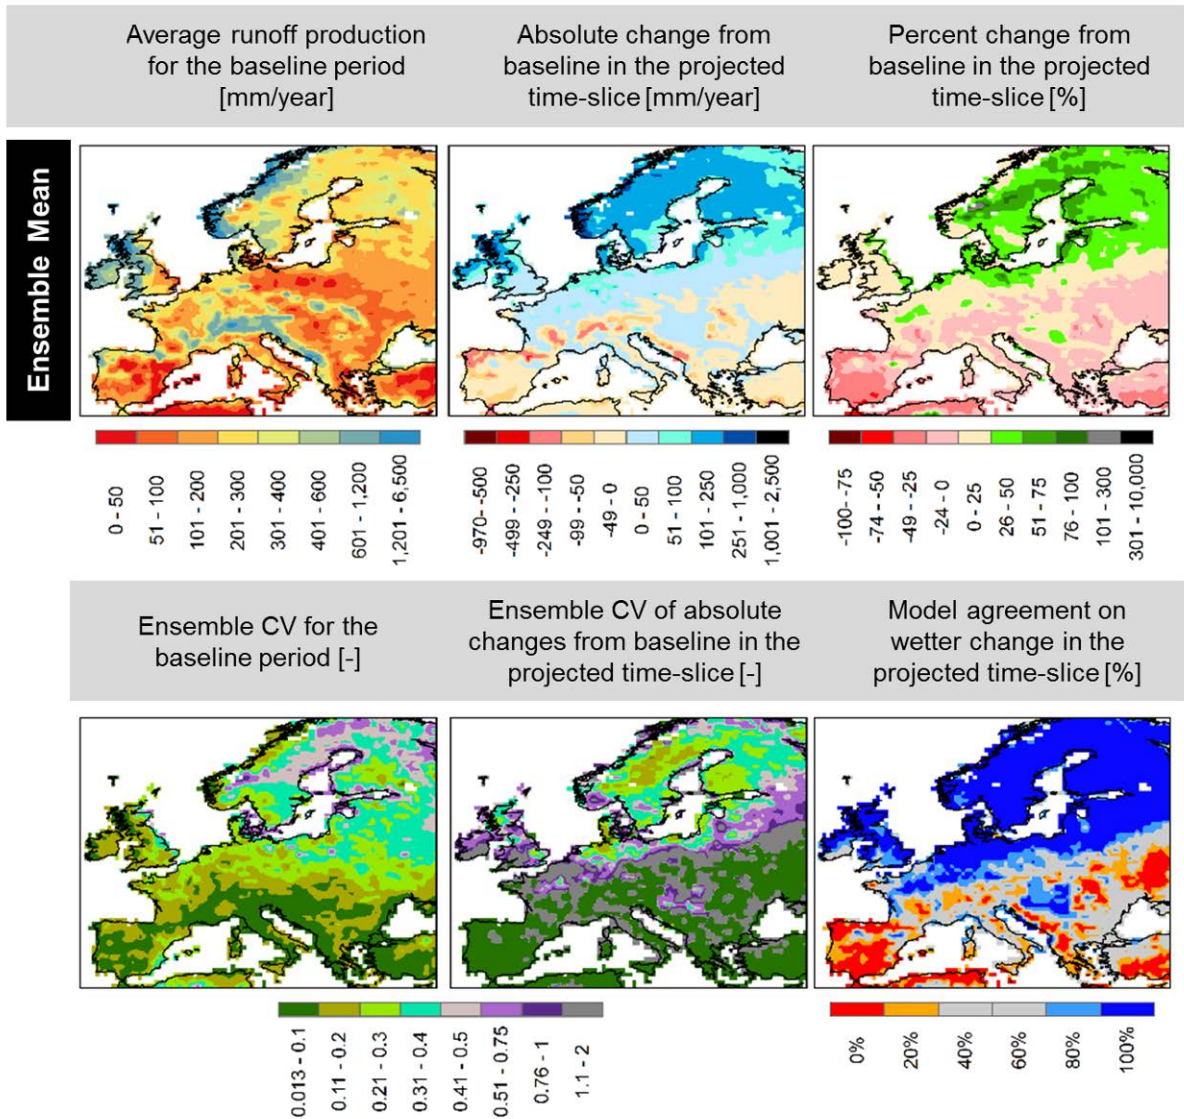 Average runoff production
for the baseline period
[mm/year]
Absolute change from
baseline in the projected
time-slice [mm/year]
Percent change from
baseline in the projected
time-slice [%]
Ensemble Mean
0 - 50
51 - 100
101 - 200
201 - 300
301 - 400
401 - 600
601 - 1,200
1,201 - 6,500
-970- -500
-499 - -250
-249 - -100
-99 - -50
-49 - 0
0 - 50
51 - 100
101 - 250
251 - 1,000
1,001 - 2,500
-100- -75
-74 - -50
-49 - -25
-24 - 0
0 - 25
26 - 50
51 - 75
76 - 100
101 - 300
301 - 10,000
Ensemble CV for the
baseline period [-]
Ensemble CV of absolute
changes from baseline in the
projected time-slice [-]
Model agreement on
wetter change in the
projected time-slice [%]
0.013 - 0.1
0.11 - 0.2
0.21 - 0.3
0.31 - 0.4
0.41 - 0.5
0.51 - 0.75
0.76 - 1
1.1 - 2
0%
20%
40%
60%
80%
100%